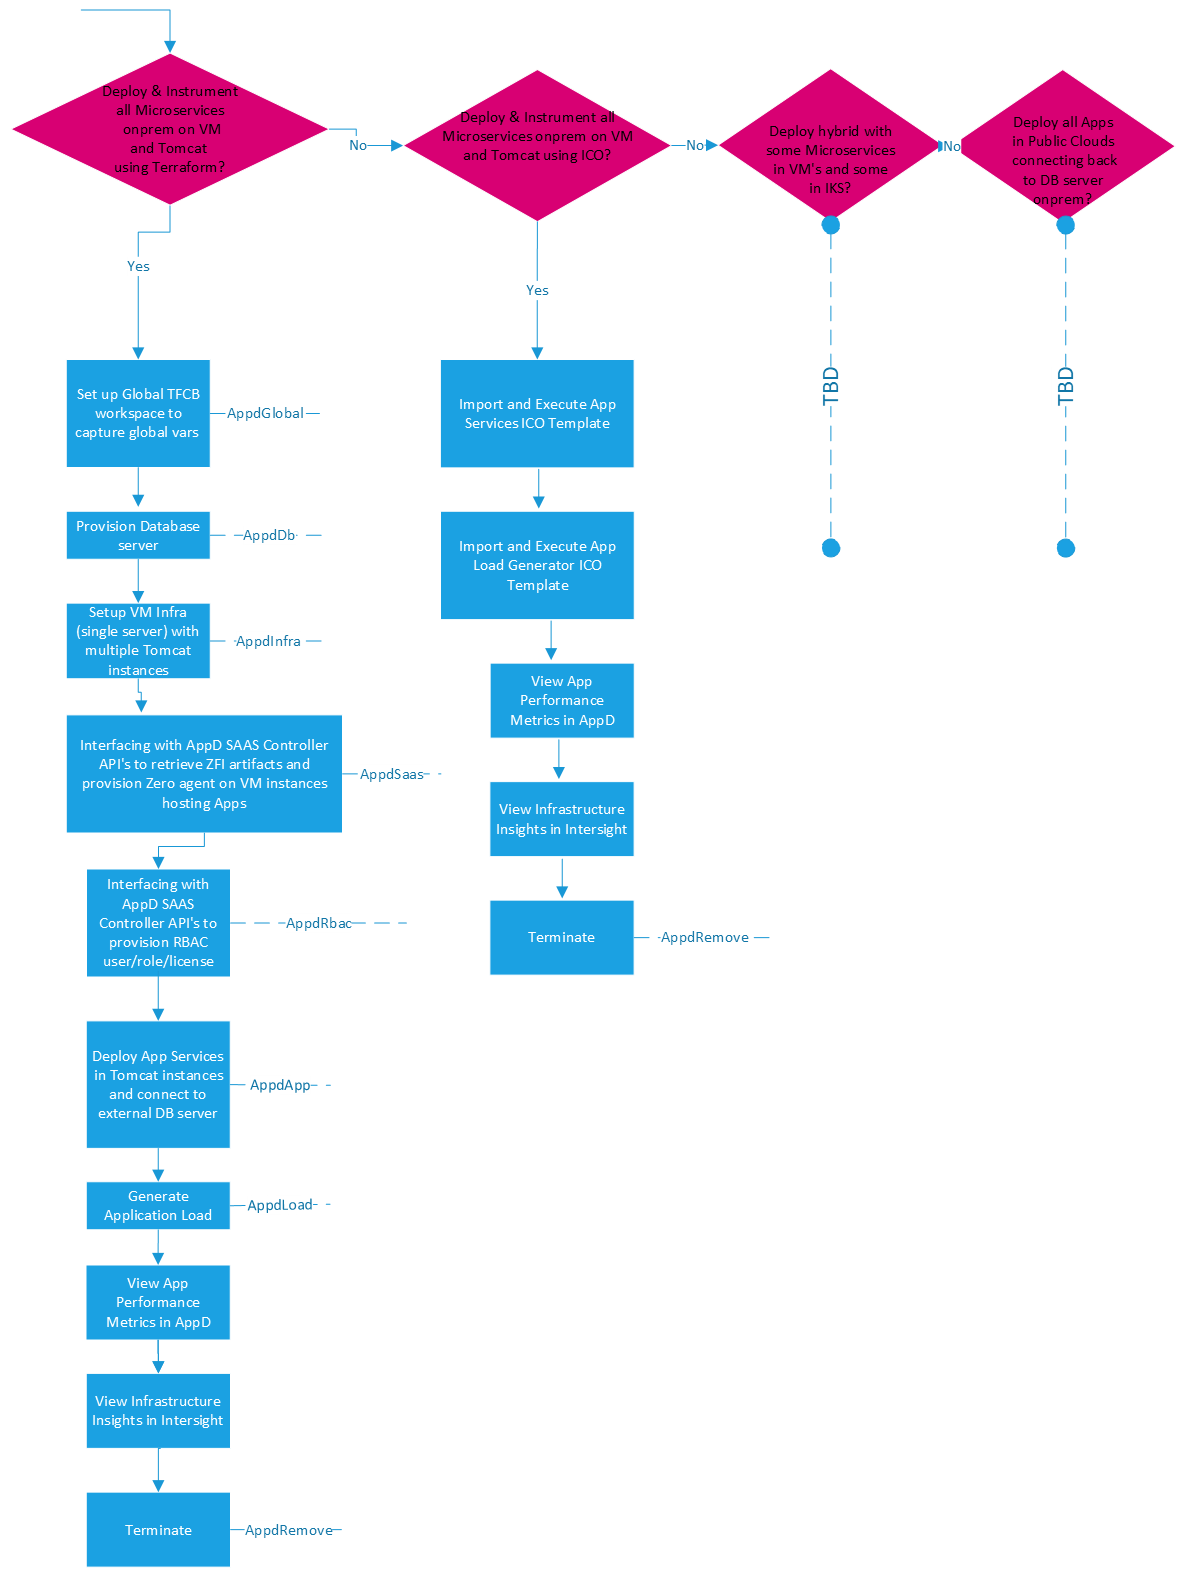 Deploy & Instrument
all Microservices
onprem on VM
and Tomcat
using Terraform?
No
Deploy & Instrument all
Microservices onprem on VM
and Tomcat using ICO?
No
Deploy hybrid with
some Microservices
in VM's and some
in IKS?
No
Deploy all Apps
in Public Clouds
connecting back
to DB server
onprem?
Yes
Set up Global TFCB
workspace to
capture global vars
AppdGlobal
Provision Database
server
AppdDb
Setup VM Infra
(single server) with
multiple Tomcat
instances
AppdInfra
Interfacing with AppD SAAS Controller
API's to retrieve ZFI artifacts and
provision Zero agent on VM instances
hosting Apps
AppdSaas
Interfacing with
AppD SAAS
Controller API's to
provision RBAC
user/role/license
AppdRbac
Deploy App Services
in Tomcat instances
and connect to
external DB server
AppdApp
Generate
Application Load
AppdLoad
View App
Performance
Metrics in AppD
View Infrastructure
Insights in Intersight
Terminate
AppdRemove
Yes
Import and Execute App
Services ICO Template
Import and Execute App
Load Generator ICO
Template
View App
Performance
Metrics in AppD
View Infrastructure
Insights in Intersight
Terminate
AppdRemove
TBD
TBD